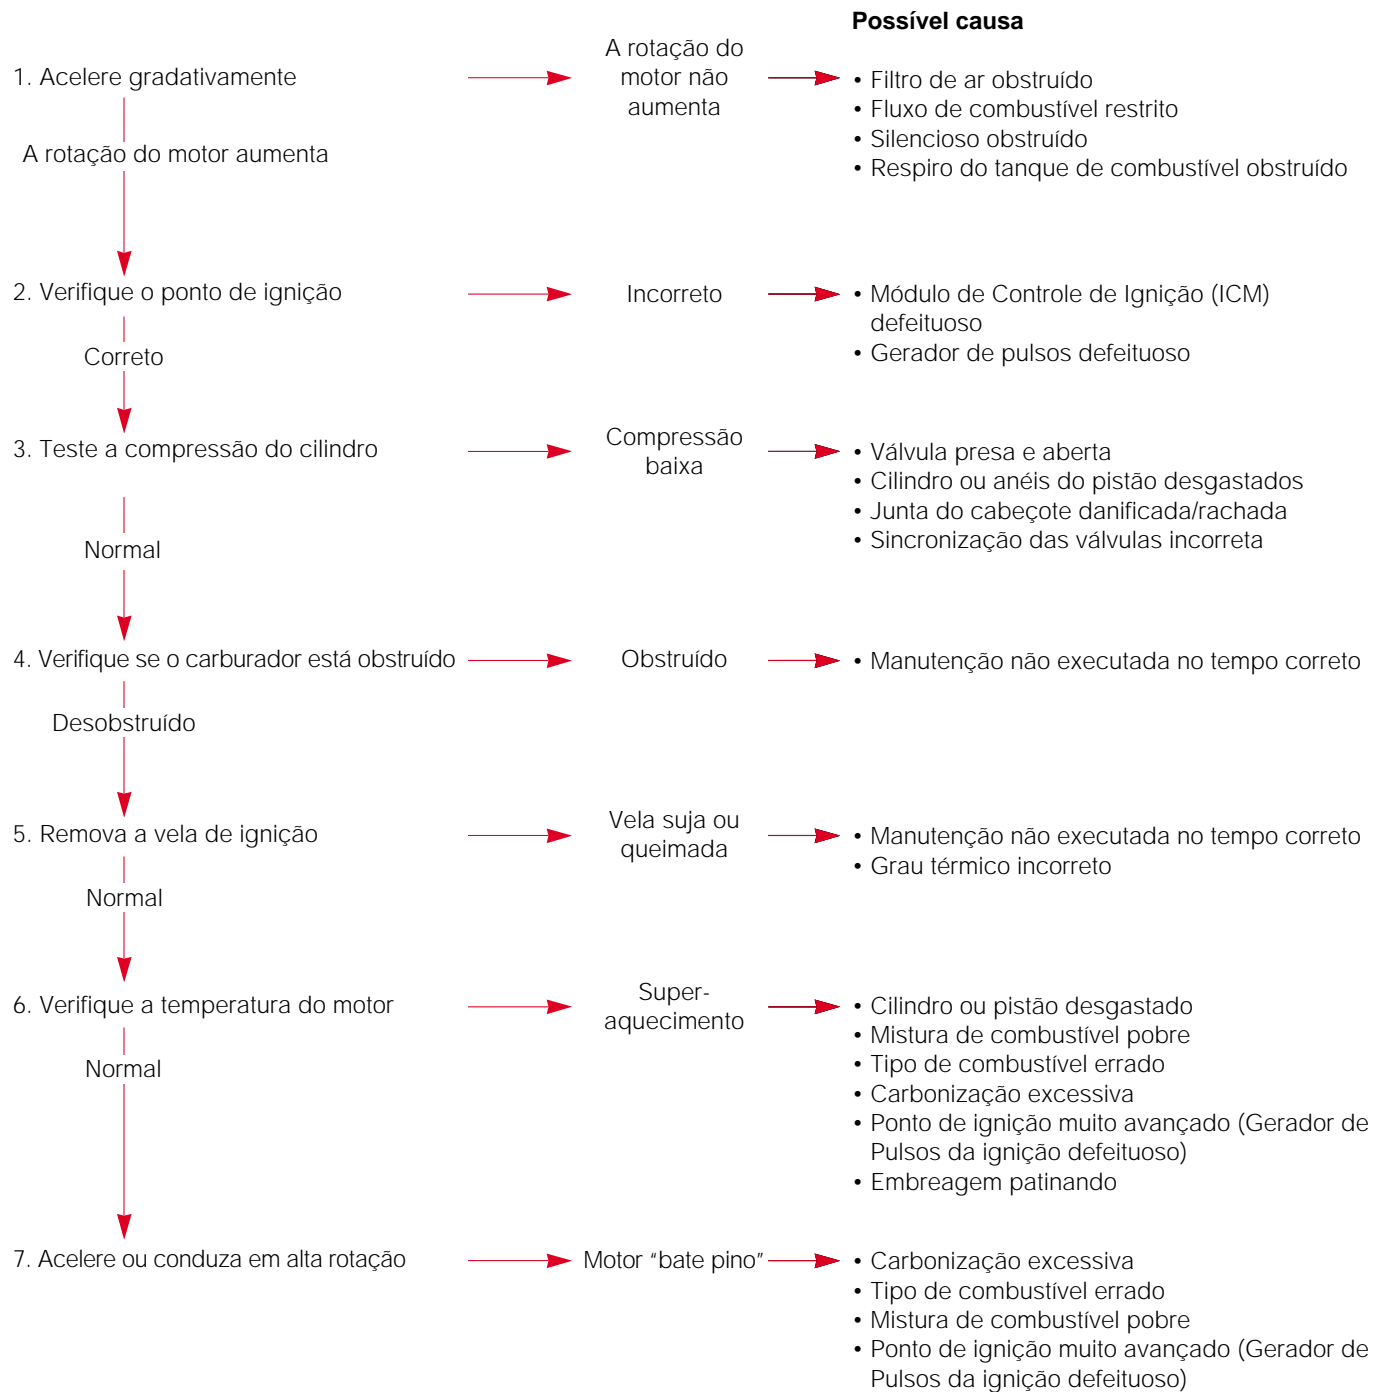 Possível causa
1. Acelere gradativamente
A rotação do
motor não
aumenta
• Filtro de ar obstruído
• Fluxo de combustível restrito
• Silencioso obstruído
• Respiro do tanque de combustível obstruído
A rotação do motor aumenta
2. Verifique o ponto de ignição
Incorreto
• Módulo de Controle de Ignição (ICM)
defeituoso
• Gerador de pulsos defeituoso
Correto
3. Teste a compressão do cilindro
Compressão
baixa
• Válvula presa e aberta
• Cilindro ou anéis do pistão desgastados
• Junta do cabeçote danificada/rachada
• Sincronização das válvulas incorreta
Normal
4. Verifique se o carburador está obstruído
Obstruído
• Manutenção não executada no tempo correto
Desobstruído
5. Remova a vela de ignição
Vela suja ou
queimada
• Manutenção não executada no tempo correto
• Grau térmico incorreto
Normal
6. Verifique a temperatura do motor
Super-
aquecimento
• Cilindro ou pistão desgastado
• Mistura de combustível pobre
• Tipo de combustível errado
• Carbonização excessiva
• Ponto de ignição muito avançado (Gerador de
Pulsos da ignição defeituoso)
• Embreagem patinando
Normal
7. Acelere ou conduza em alta rotação
Motor “bate pino”
• Carbonização excessiva
• Tipo de combustível errado
• Mistura de combustível pobre
• Ponto de ignição muito avançado (Gerador de
Pulsos da ignição defeituoso)